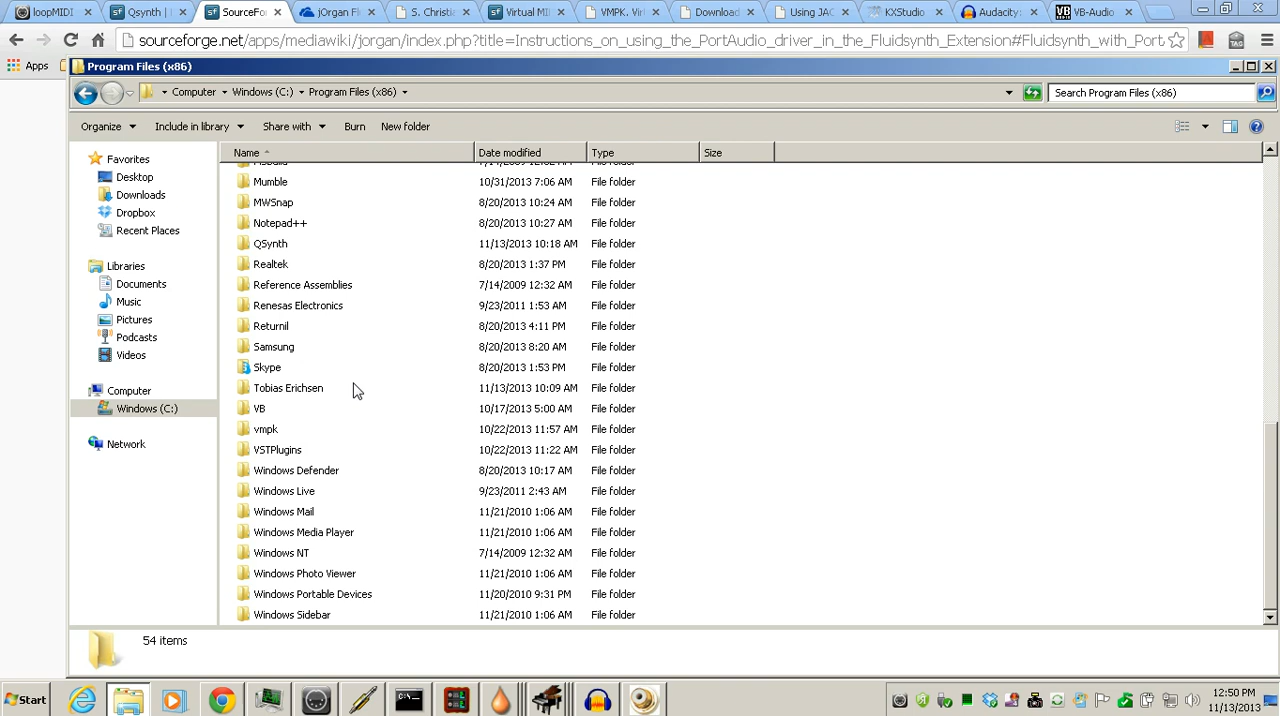 loopMIDI
Qsynth |
SourceFor
jOrgan Fl
S. Christi
Virtual MI
VMPK. Vir
Download
Using JAC
KXStudio
Audacity:
VB-Audio
sourceforge.net/apps/mediawiki/jorgan/index.php?title=Instructions_on_using_the_PortAudio_driver_in_the_Fluidsynth_Extension#Fluidsynth_with_Port
Apps
Program Files (x86)
Computer Windows (C:) Program Files (x86)
Search Program Files (x86)
Organize Include in library Share with Burn New folder
Name Date modified Type Size
Favorites
Desktop
Downloads
Dropbox
Recent Places
Libraries
Documents
Music
Pictures
Podcasts
Videos
Computer
Windows (C:)
Network
Mumble 10/31/2013 7:06 AM File folder
MWSnap 8/20/2013 10:24 AM File folder
Notepad++ 8/20/2013 10:27 AM File folder
QSynth 11/13/2013 10:18 AM File folder
Realtek 8/20/2013 1:37 PM File folder
Reference Assemblies 7/14/2009 12:32 AM File folder
Renesas Electronics 9/23/2011 1:53 AM File folder
Returnil 8/20/2013 4:11 PM File folder
Samsung 8/20/2013 8:20 AM File folder
Skype 8/20/2013 1:53 PM File folder
Tobias Erichsen 11/13/2013 10:09 AM File folder
VB 10/17/2013 5:00 AM File folder
vmpk 10/22/2013 11:57 AM File folder
VSTPlugins 10/22/2013 11:22 AM File folder
Windows Defender 8/20/2013 10:17 AM File folder
Windows Live 9/23/2011 2:43 AM File folder
Windows Mail 11/21/2010 1:06 AM File folder
Windows Media Player 11/21/2010 1:06 AM File folder
Windows NT 7/14/2009 12:32 AM File folder
Windows Photo Viewer 11/21/2010 1:06 AM File folder
Windows Portable Devices 11/20/2010 9:31 PM File folder
Windows Sidebar 11/21/2010 1:06 AM File folder
54 items
Start
12:50 PM
11/13/2013